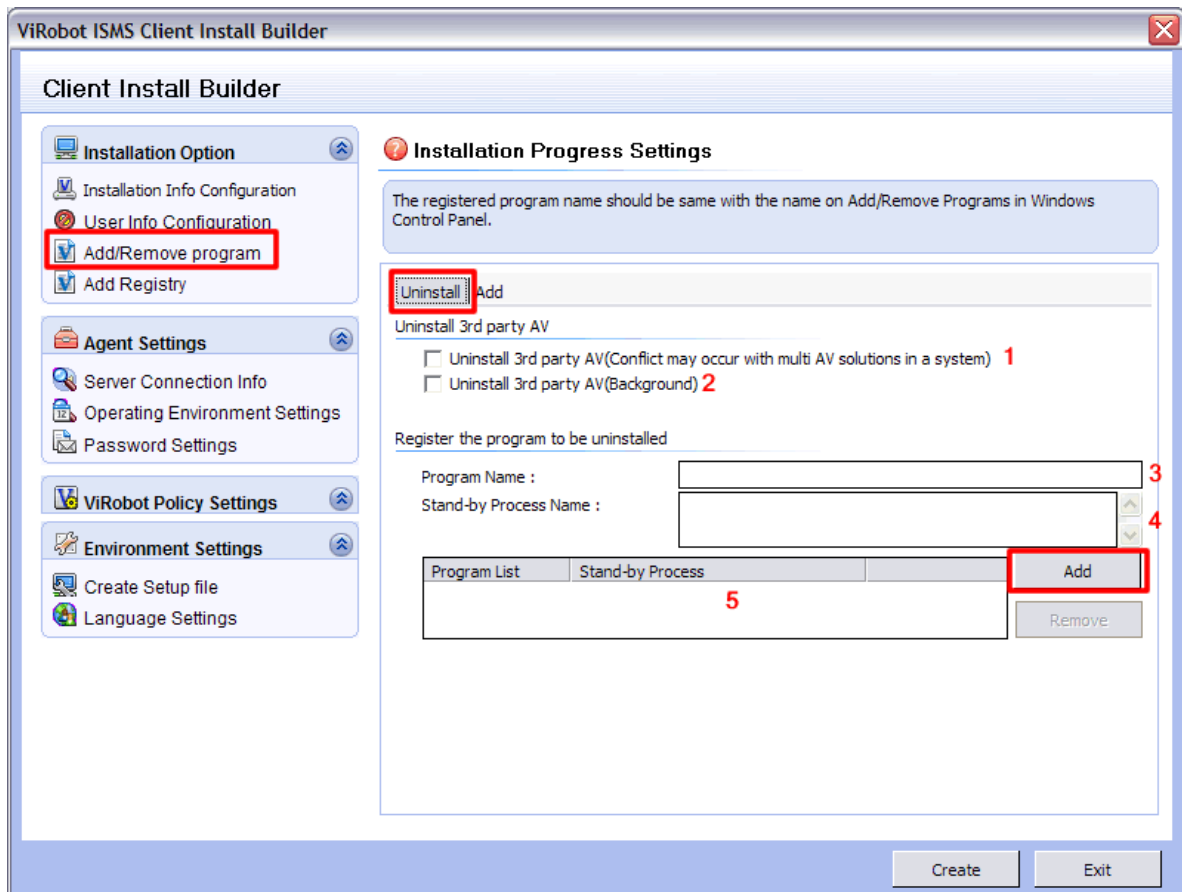 ViRobot ISMS Client Install Builder
Client Install Builder
Installation Option
Installation Info Configuration
User Info Configuration
Add/Remove program
Add Registry
Agent Settings
Server Connection Info
Operating Environment Settings
Password Settings
ViRobot Policy Settings
Environment Settings
Create Setup file
Language Settings
Installation Progress Settings
The registered program name should be same with the name on Add/Remove Programs in Windows
Control Panel.
Uninstall Add
Uninstall 3rd party AV
Uninstall 3rd party AV(Conflict may occur with multi AV solutions in a system) 1
Uninstall 3rd party AV(Background) 2
Register the program to be uninstalled
Program Name : 3
Stand-by Process Name : 4
Program List Stand-by Process Add
5
Remove
Create Exit